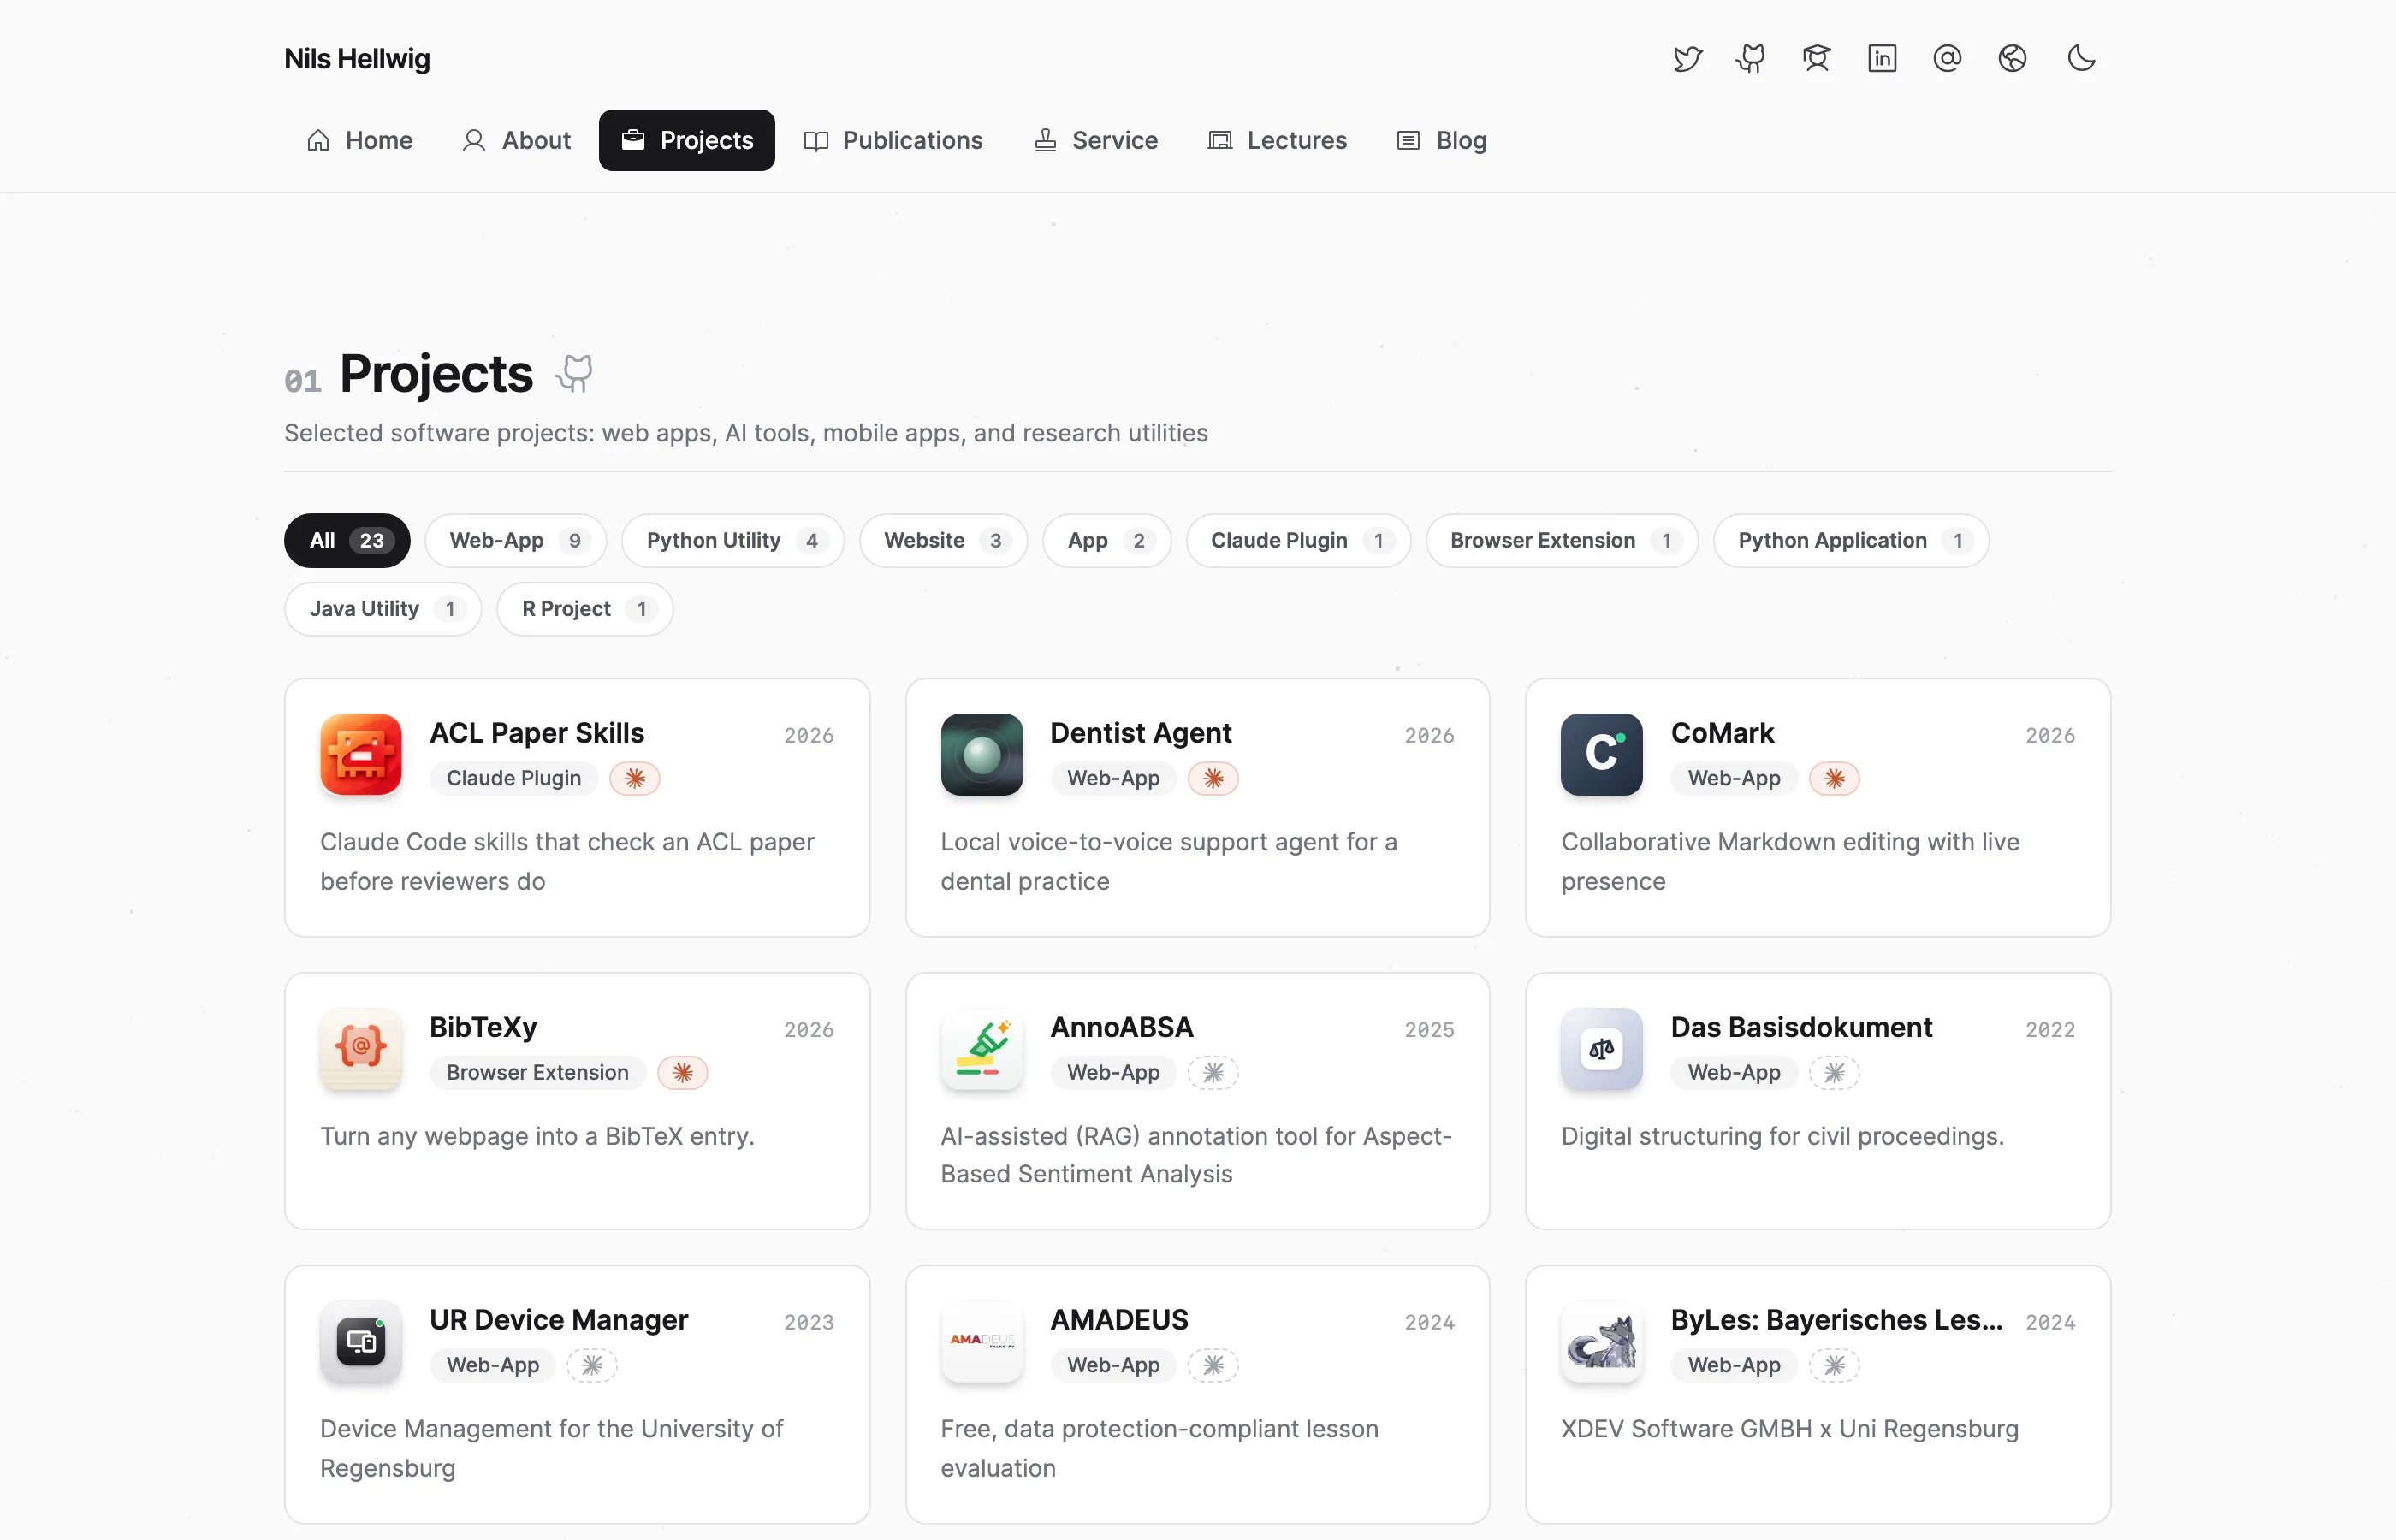 Nils Hellwig
Home About Projects Publications Service Lectures Blog
01 Projects
Selected software projects: web apps, AI tools, mobile apps, and research utilities
All 23 Web-App 9 Python Utility 4 Website 3 App 2 Claude Plugin 1 Browser Extension 1 Python Application 1
Java Utility 1 R Project 1
ACL Paper Skills 2026
Claude Plugin
Claude Code skills that check an ACL paper
before reviewers do
Dentist Agent 2026
Web-App
Local voice-to-voice support agent for a
dental practice
C
CoMark 2026
Web-App
Collaborative Markdown editing with live
presence
BibTeXy 2026
Browser Extension
Turn any webpage into a BibTeX entry.
AnnoABSA 2025
Web-App
AI-assisted (RAG) annotation tool for Aspect-
Based Sentiment Analysis
Das Basisdokument 2022
Web-App
Digital structuring for civil proceedings.
UR Device Manager 2023
Web-App
Device Management for the University of
Regensburg
AMADEUS
AMADEUS 2024
Web-App
Free, data protection-compliant lesson
evaluation
ByLes: Bayerisches Les... 2024
Web-App
XDEV Software GMBH x Uni Regensburg